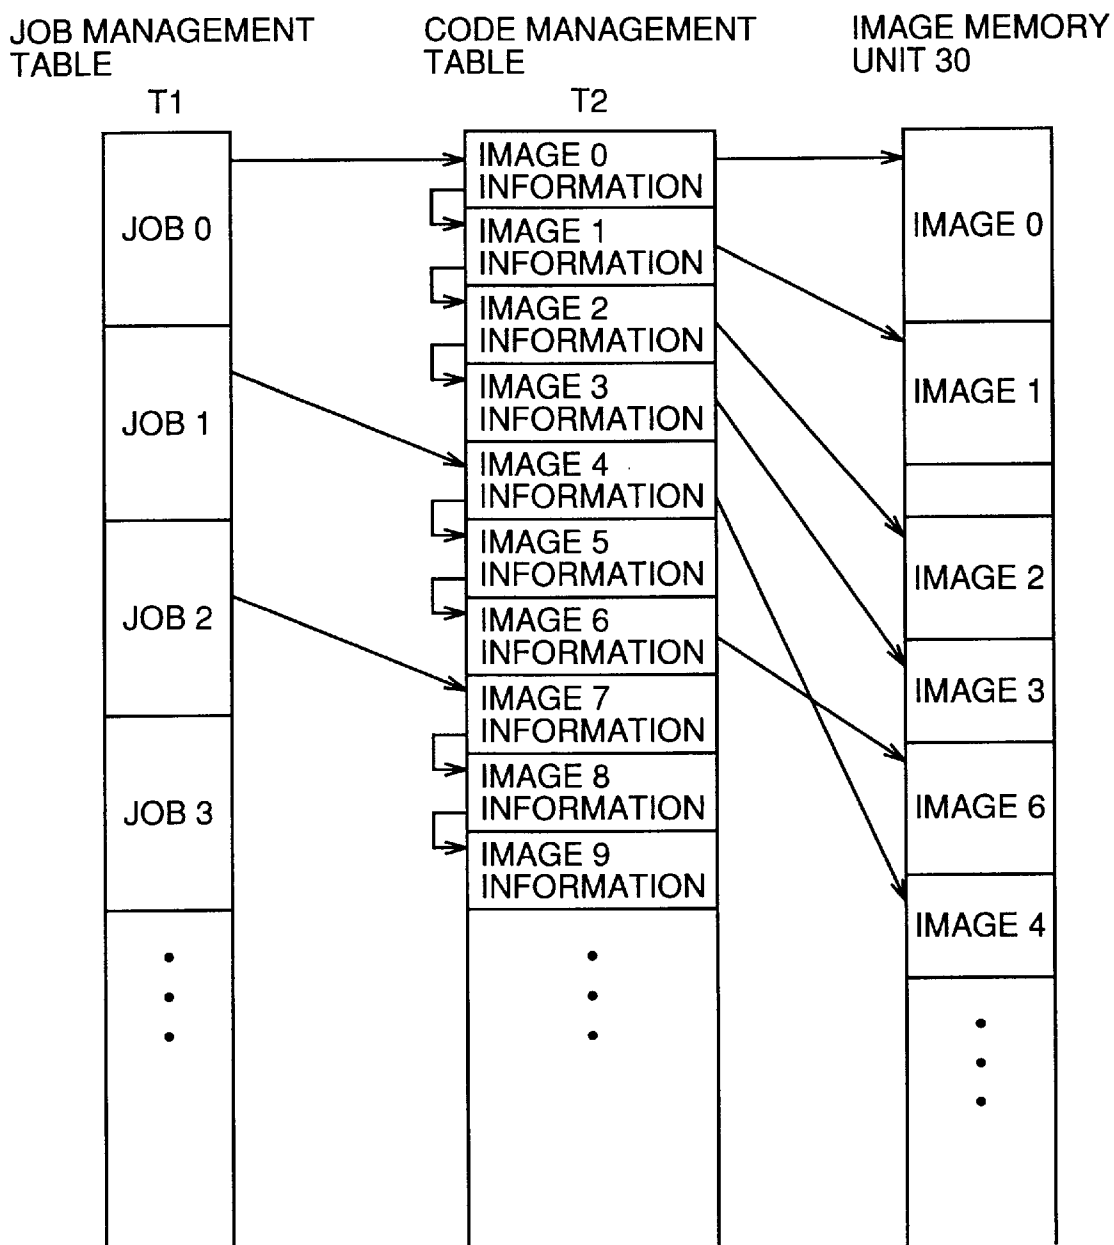 JOB MANAGEMENT
TABLE
T1
JOB 0
JOB 1
JOB 2
JOB 3
CODE MANAGEMENT
TABLE
T2
IMAGE 0
INFORMATION
IMAGE 1
INFORMATION
IMAGE 2
INFORMATION
IMAGE 3
INFORMATION
IMAGE 4
INFORMATION
IMAGE 5
INFORMATION
IMAGE 6
INFORMATION
IMAGE 7
INFORMATION
IMAGE 8
INFORMATION
IMAGE 9
INFORMATION
IMAGE MEMORY
UNIT 30
IMAGE 0
IMAGE 1
IMAGE 2
IMAGE 3
IMAGE 6
IMAGE 4